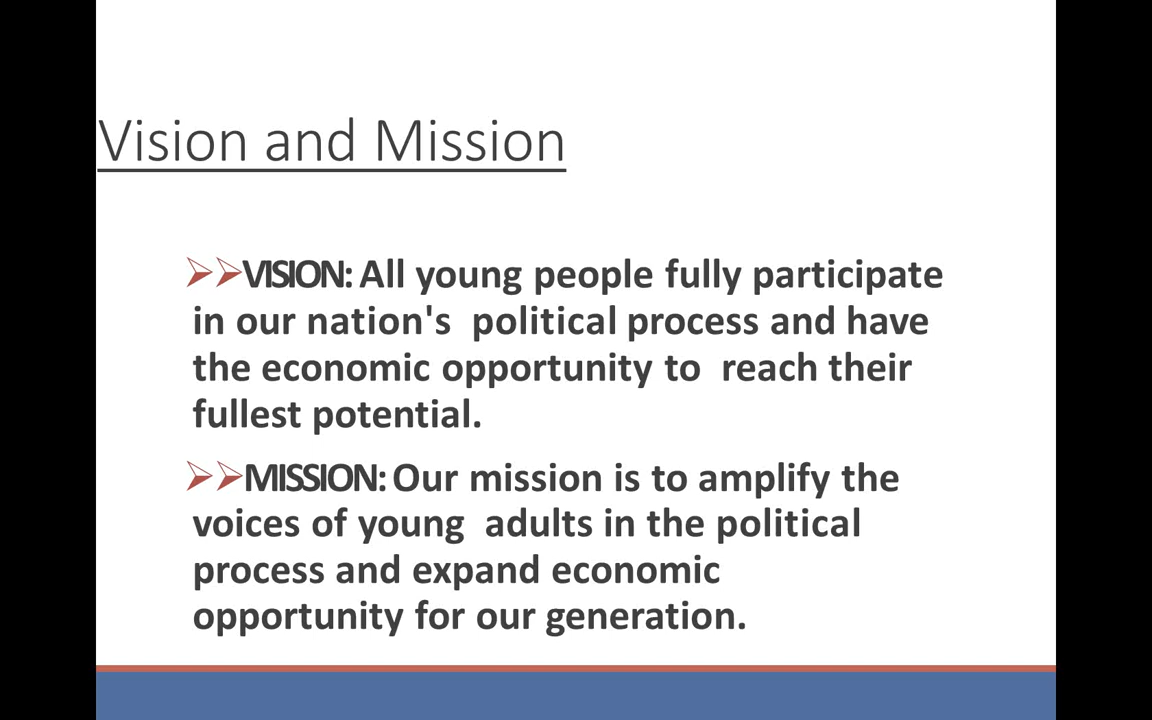 Vision and Mission
VISION: All young people fully participate
in our nation's political process and have
the economic opportunity to reach their
fullest potential.
MISSION: Our mission is to amplify the
voices of young adults in the political
process and expand economic
opportunity for our generation.